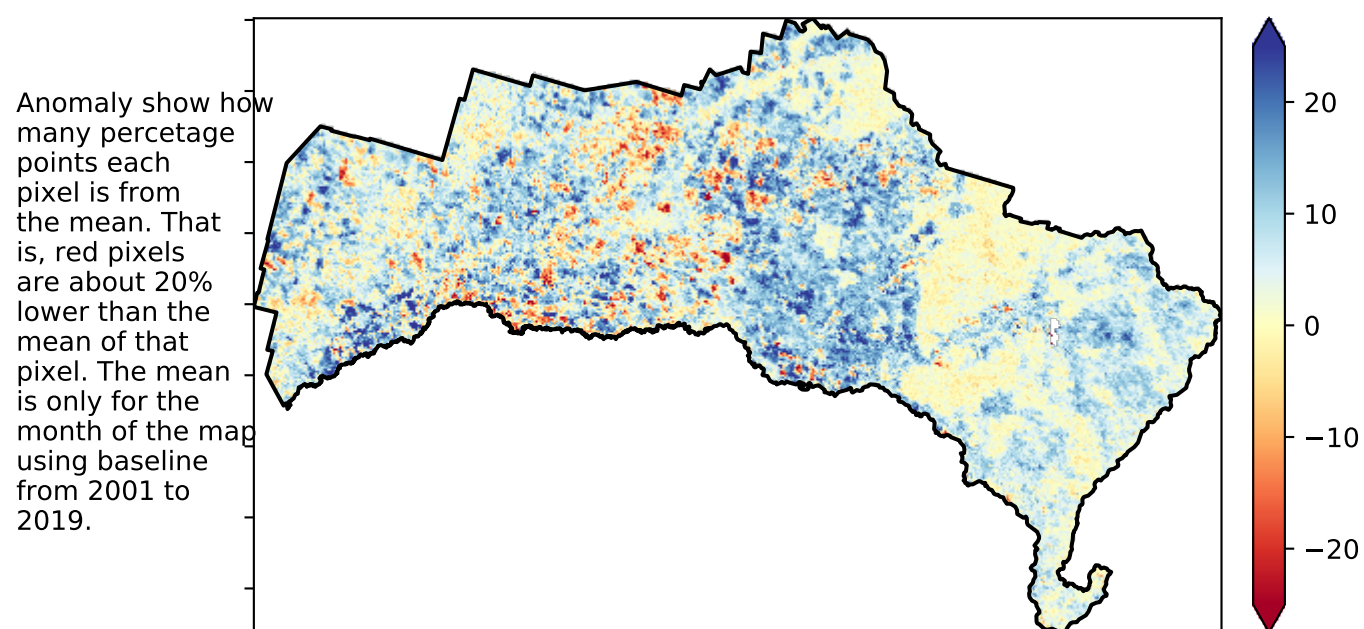 Anomaly show how
many percetage
points each
pixel is from
the mean. That
is, red pixels
are about 20%
lower than the
mean of that
pixel. The mean
is only for the
month of the map
using baseline
from 2001 to
2019.
20
10
0
−10
−20